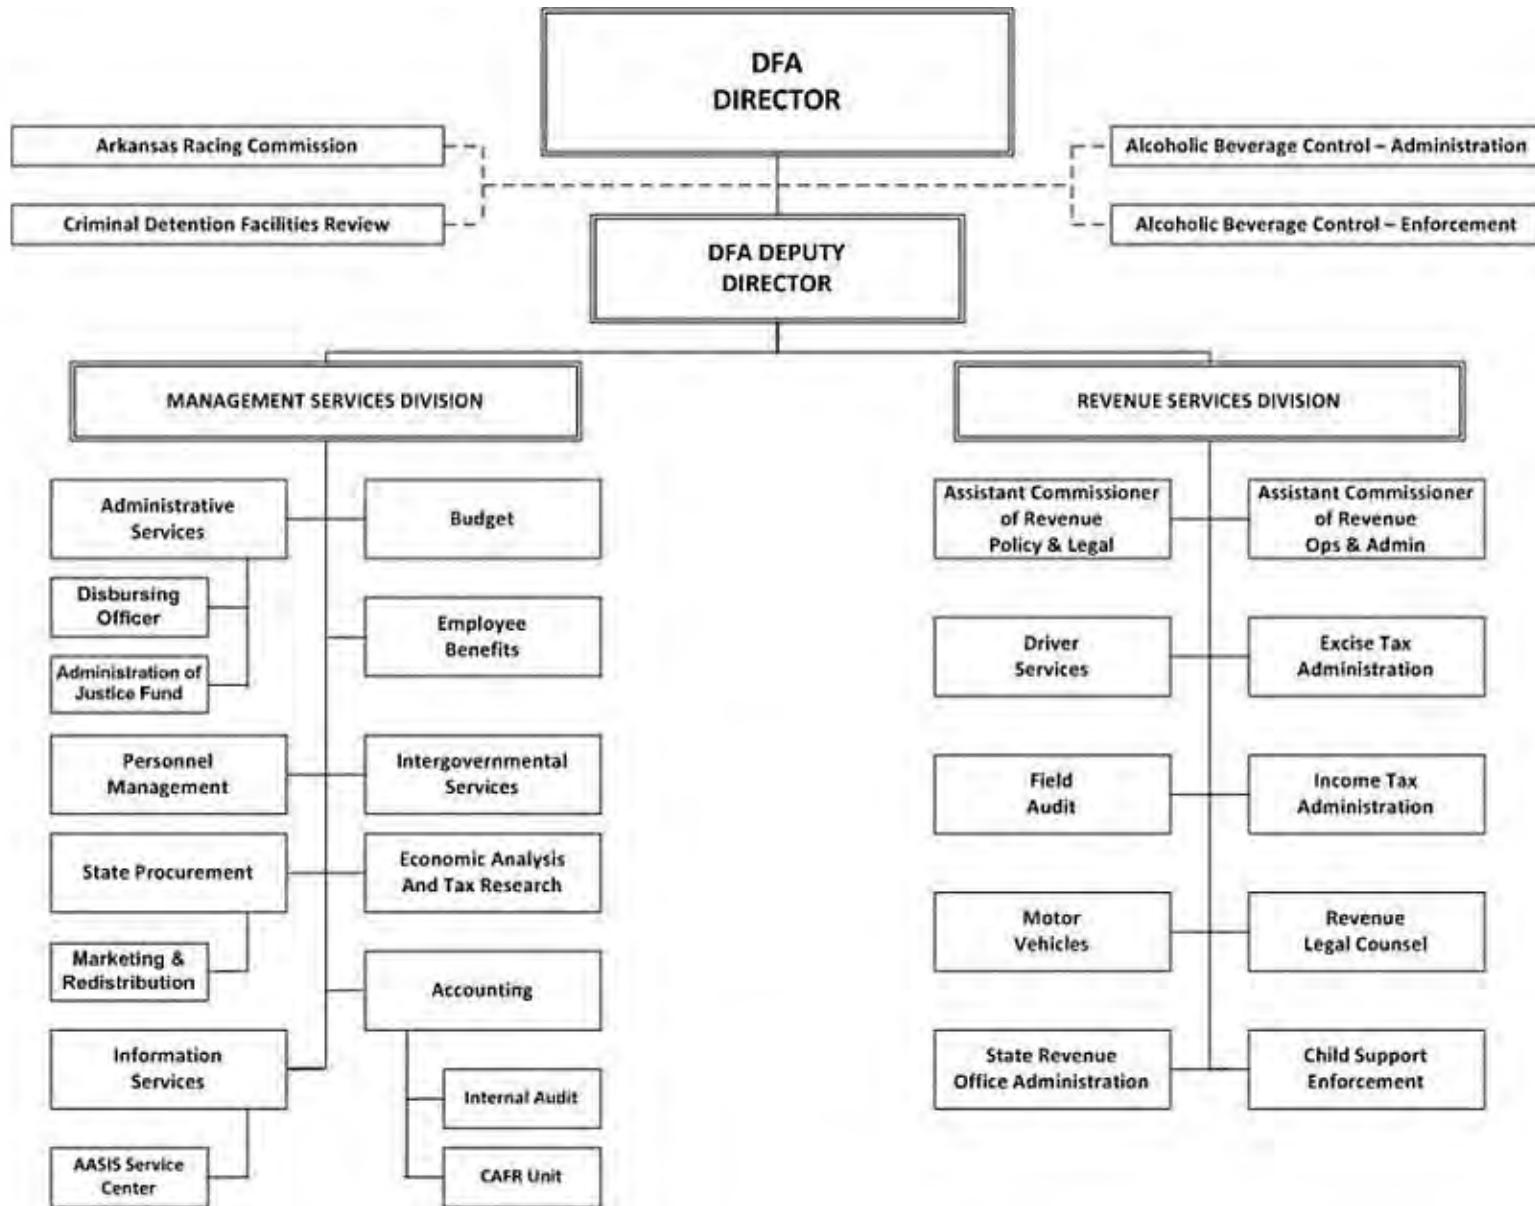 DFA
DIRECTOR
Arkansas Racing Commission
Alcoholic Beverage Control – Administration
Criminal Detention Facilities Review
Alcoholic Beverage Control – Enforcement
DFA DEPUTY
DIRECTOR
MANAGEMENT SERVICES DIVISION
REVENUE SERVICES DIVISION
Administrative
Services
Budget
Disbursing
Officer
Employee
Benefits
Administration of
Justice Fund
Personnel
Management
Intergovernmental
Services
State Procurement
Economic Analysis
And Tax Research
Marketing &
Redistribution
Accounting
Information
Services
Internal Audit
AASIS Service
Center
CAFR Unit
Assistant Commissioner
of Revenue
Policy & Legal
Assistant Commissioner
of Revenue
Ops & Admin
Driver
Services
Excise Tax
Administration
Field
Audit
Income Tax
Administration
Motor
Vehicles
Revenue
Legal Counsel
State Revenue
Office Administration
Child Support
Enforcement